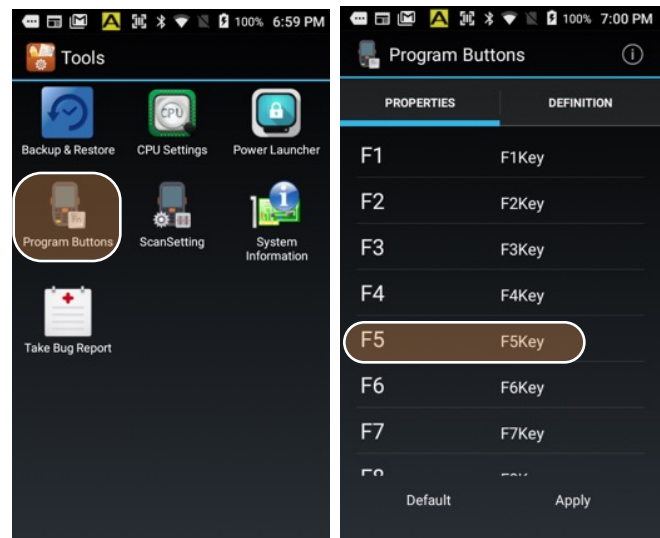 100% 6:59 PM
Tools
CPU
Backup & Restore
CPU Settings
Power Launcher
Program Buttons
ScanSetting
System
Information
Take Bug Report
100% 7:00 PM
Program Buttons
PROPERTIES DEFINITION
F1 F1Key
F2 F2Key
F3 F3Key
F4 F4Key
F5 F5Key
F6 F6Key
F7 F7Key
Default Apply